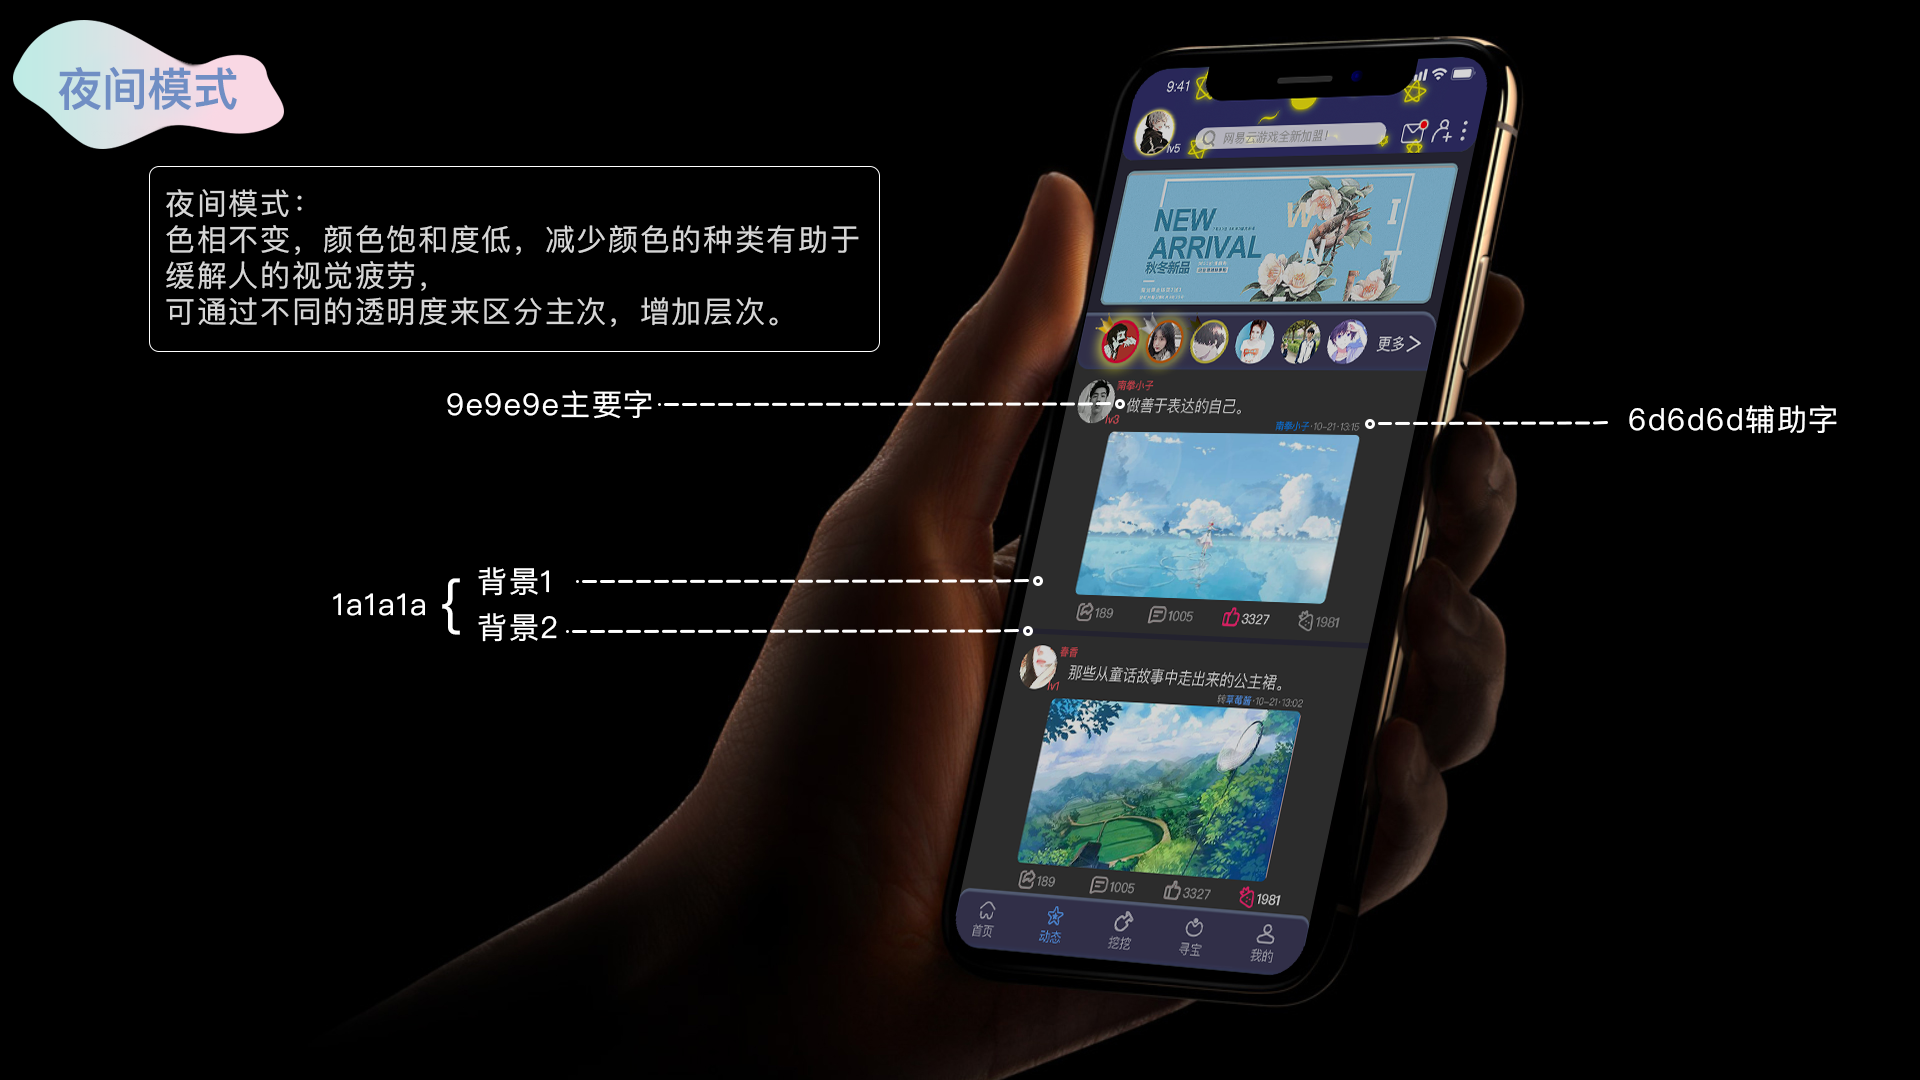 夜间模式
夜间模式：
色相不变，颜色饱和度低，减少颜色的种类有助于
缓解人的视觉疲劳，
可通过不同的透明度来区分主次，增加层次。
9:41
lv5
网易云游戏全新加盟!
NEW
ARRIVAL
秋冬新品
W I
N T
更多
南拳小子
9e9e9e主要字
做善于表达的自己。
lv3
南拳小子·10-21·13:15
6d6d6d辅助字
1a1a1a
背景1
背景2
189
1005
3327
1981
春香
那些从童话故事中走出来的公主裙。
lv1
转草莓酱·10-21·13:02
189
1005
3327
1981
首页
动态
挖挖
寻宝
我的